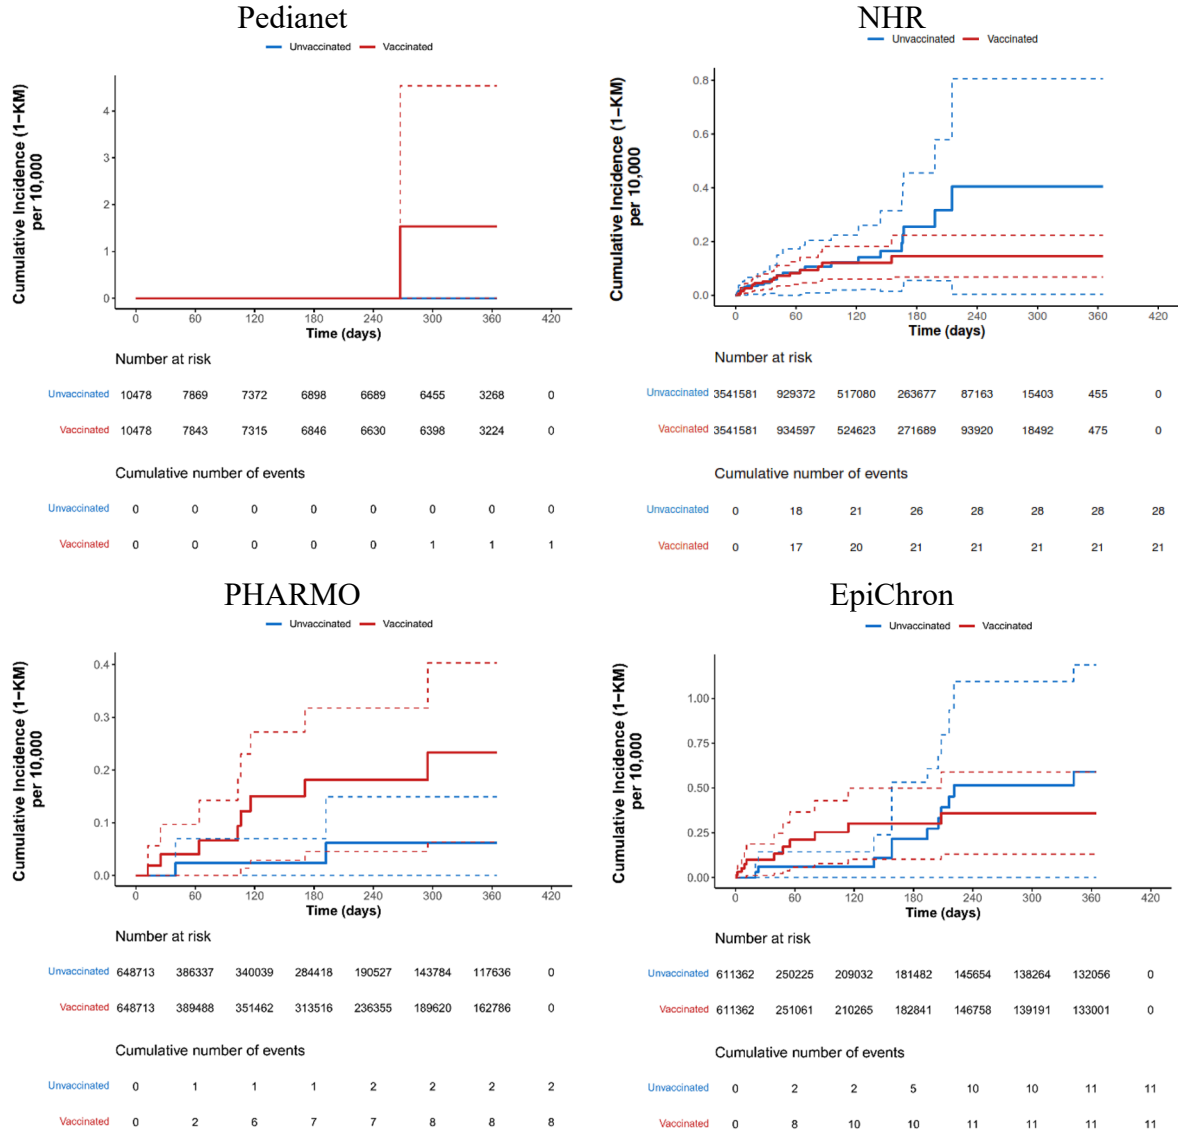 Pedianet
Unvaccinated Vaccinated
Cumulative Incidence (1−KM)
per 10,000
4
3
2
1
0
0 60 120 180 240 300 360 420
Time (days)
Number at risk
Unvaccinated 10478 7869 7372 6898 6689 6455 3268 0
Vaccinated 10478 7843 7315 6846 6630 6398 3224 0
Cumulative number of events
Unvaccinated 0 0 0 0 0 0 0 0
Vaccinated 0 0 0 0 0 1 1 1
NHR
Unvaccinated Vaccinated
Cumulative Incidence (1−KM)
per 10,000
0.8
0.6
0.4
0.2
0.0
0 60 120 180 240 300 360 420
Time (days)
Number at risk
Unvaccinated 3541581 929372 517080 263677 87163 15403 455 0
Vaccinated 3541581 934597 524623 271689 93920 18492 475 0
Cumulative number of events
Unvaccinated 0 18 21 26 28 28 28 28
Vaccinated 0 17 20 21 21 21 21 21
PHARMO
Unvaccinated Vaccinated
Cumulative Incidence (1−KM)
per 10,000
0.4
0.3
0.2
0.1
0.0
0 60 120 180 240 300 360 420
Time (days)
Number at risk
Unvaccinated 648713 386337 340039 284418 190527 143784 117636 0
Vaccinated 648713 389488 351462 313516 236355 189620 162786 0
Cumulative number of events
Unvaccinated 0 1 1 1 2 2 2 2
Vaccinated 0 2 6 7 7 8 8 8
EpiChron
Unvaccinated Vaccinated
Cumulative Incidence (1−KM)
per 10,000
1.00
0.75
0.50
0.25
0.00
0 60 120 180 240 300 360 420
Time (days)
Number at risk
Unvaccinated 611362 250225 209032 181482 145654 138264 132056 0
Vaccinated 611362 251061 210265 182841 146758 139191 133001 0
Cumulative number of events
Unvaccinated 0 2 2 5 10 10 11 11
Vaccinated 0 8 10 10 11 11 11 11